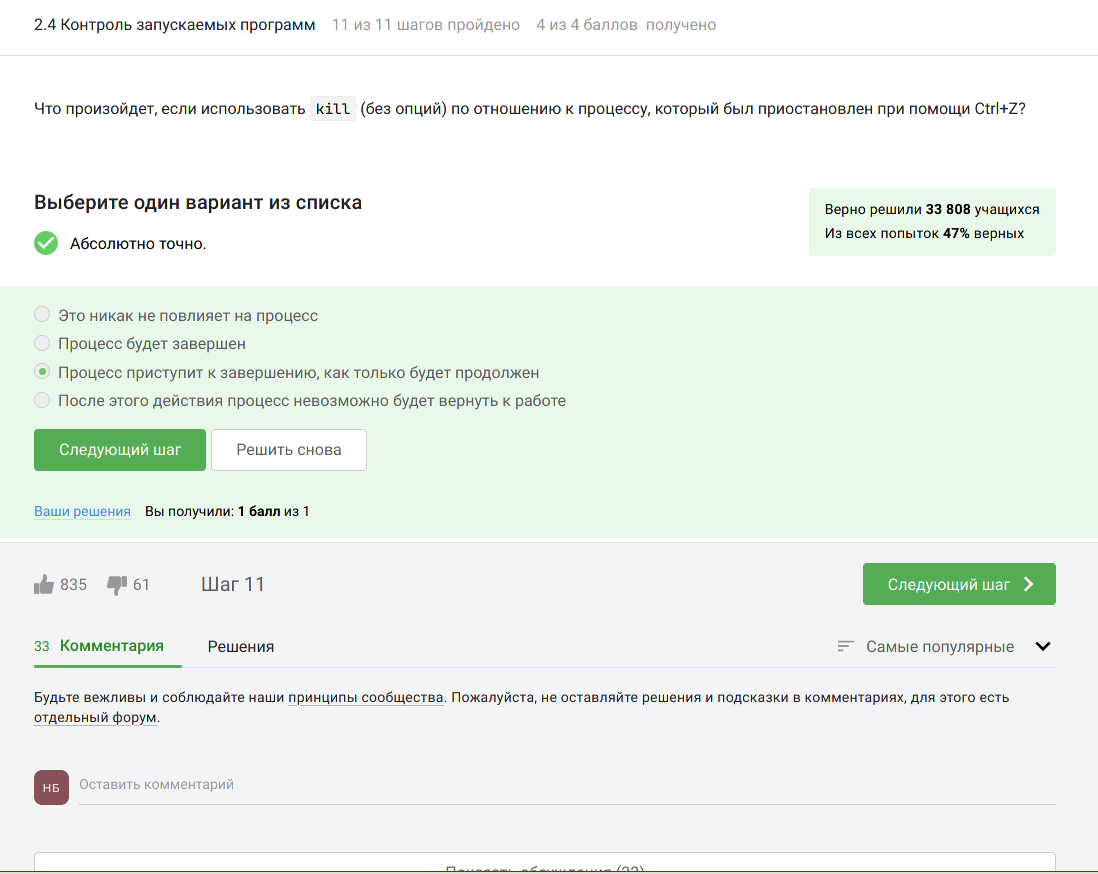 2.4 Контроль запускаемых программ 11 из 11 шагов пройдено 4 из 4 баллов получено
Что произойдет, если использовать kill (без опций) по отношению к процессу, который был приостановлен при помощи Ctrl+Z?
Выберите один вариант из списка
Абсолютно точно.
Верно решили 33 808 учащихся
Из всех попыток 47% верных
Это никак не повлияет на процесс
Процесс будет завершен
Процесс приступит к завершению, как только будет продолжен
После этого действия процесс невозможно будет вернуть к работе
Следующий шаг Решить снова
Ваши решения Вы получили: 1 балл из 1
835 61 Шаг 11 Следующий шаг
33 Комментария Решения Самые популярные
Будьте вежливы и соблюдайте наши принципы сообщества. Пожалуйста, не оставляйте решения и подсказки в комментариях, для этого есть
отдельный форум.
НБ Оставить комментарий
Показать обсуждения (33)